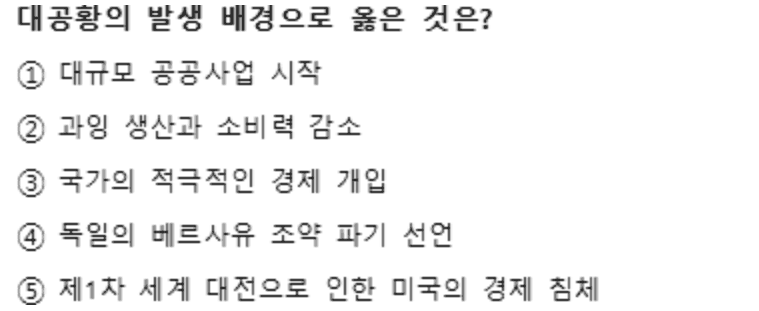 대공황의 발생 배경으로 옳은 것은?
① 대규모 공공사업 시작
② 과잉 생산과 소비력 감소
③ 국가의 적극적인 경제 개입
④ 독일의 베르사유 조약 파기 선언
⑤ 제1차 세계 대전으로 인한 미국의 경제 침체